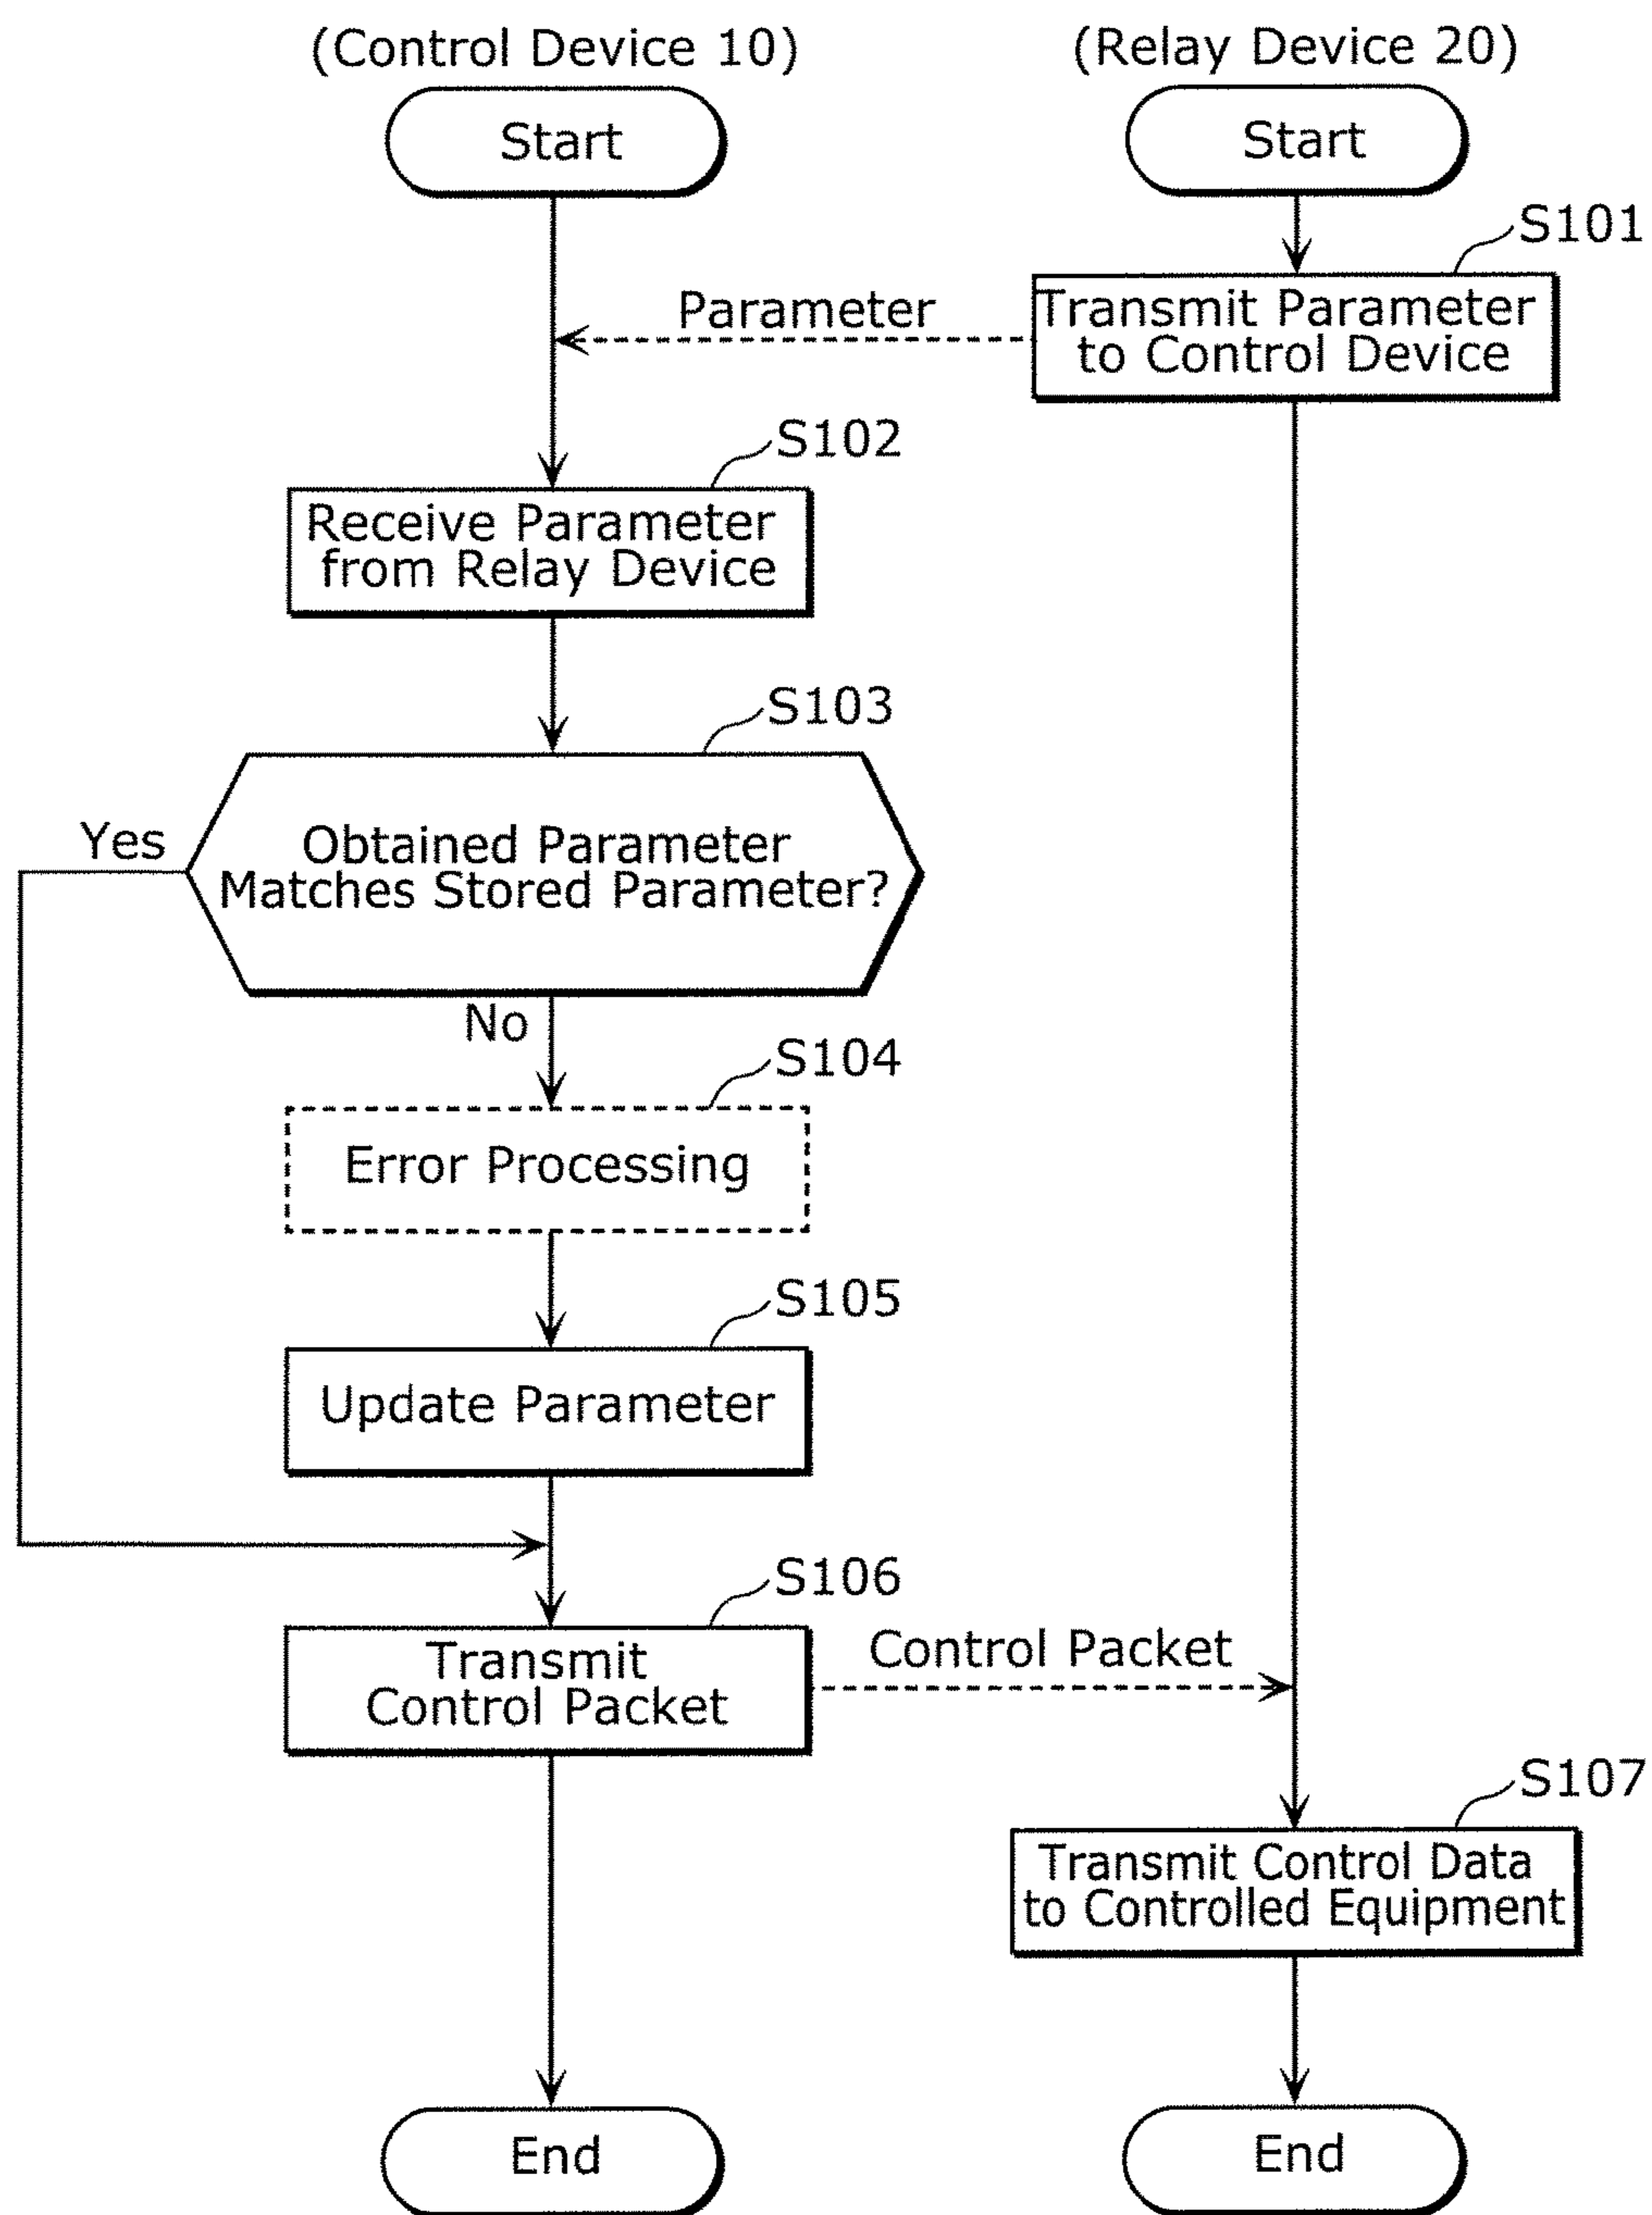 (Control Device 10)
(Relay Device 20)
Start
Start
S101
Parameter
Transmit Parameter
to Control Device
S102
Receive Parameter
from Relay Device
S103
Yes
Obtained Parameter
Matches Stored Parameter?
No
S104
Error Processing
S105
Update Parameter
S106
Transmit
Control Packet
Control Packet
S107
Transmit Control Data
to Controlled Equipment
End
End